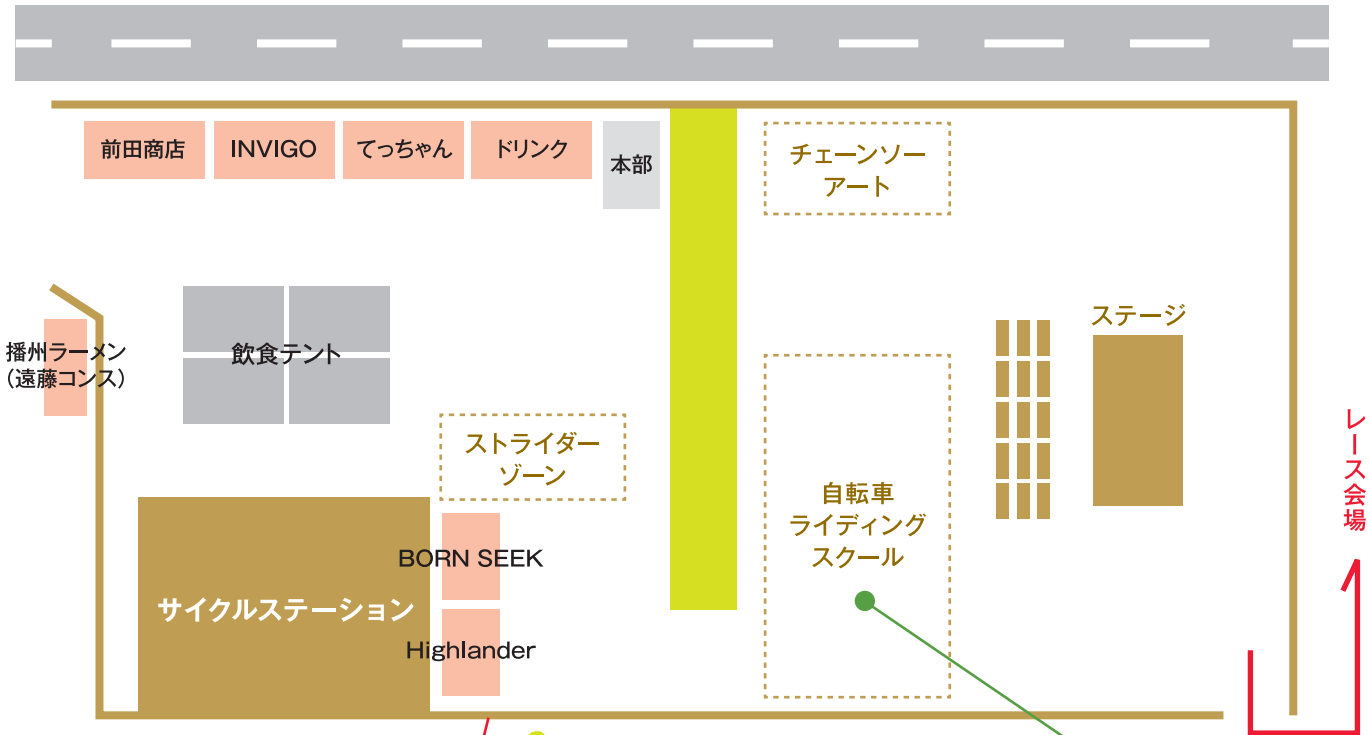 前田商店
INVIGO
てっちゃん
ドリンク
本部
チェーンソー
アート
播州ラーメン
（遠藤コンス）
飲食テント
ステージ
ストライダー
ゾーン
自転車
ライディング
スクール
レース会場
BORN SEEK
サイクルステーション
Highlander